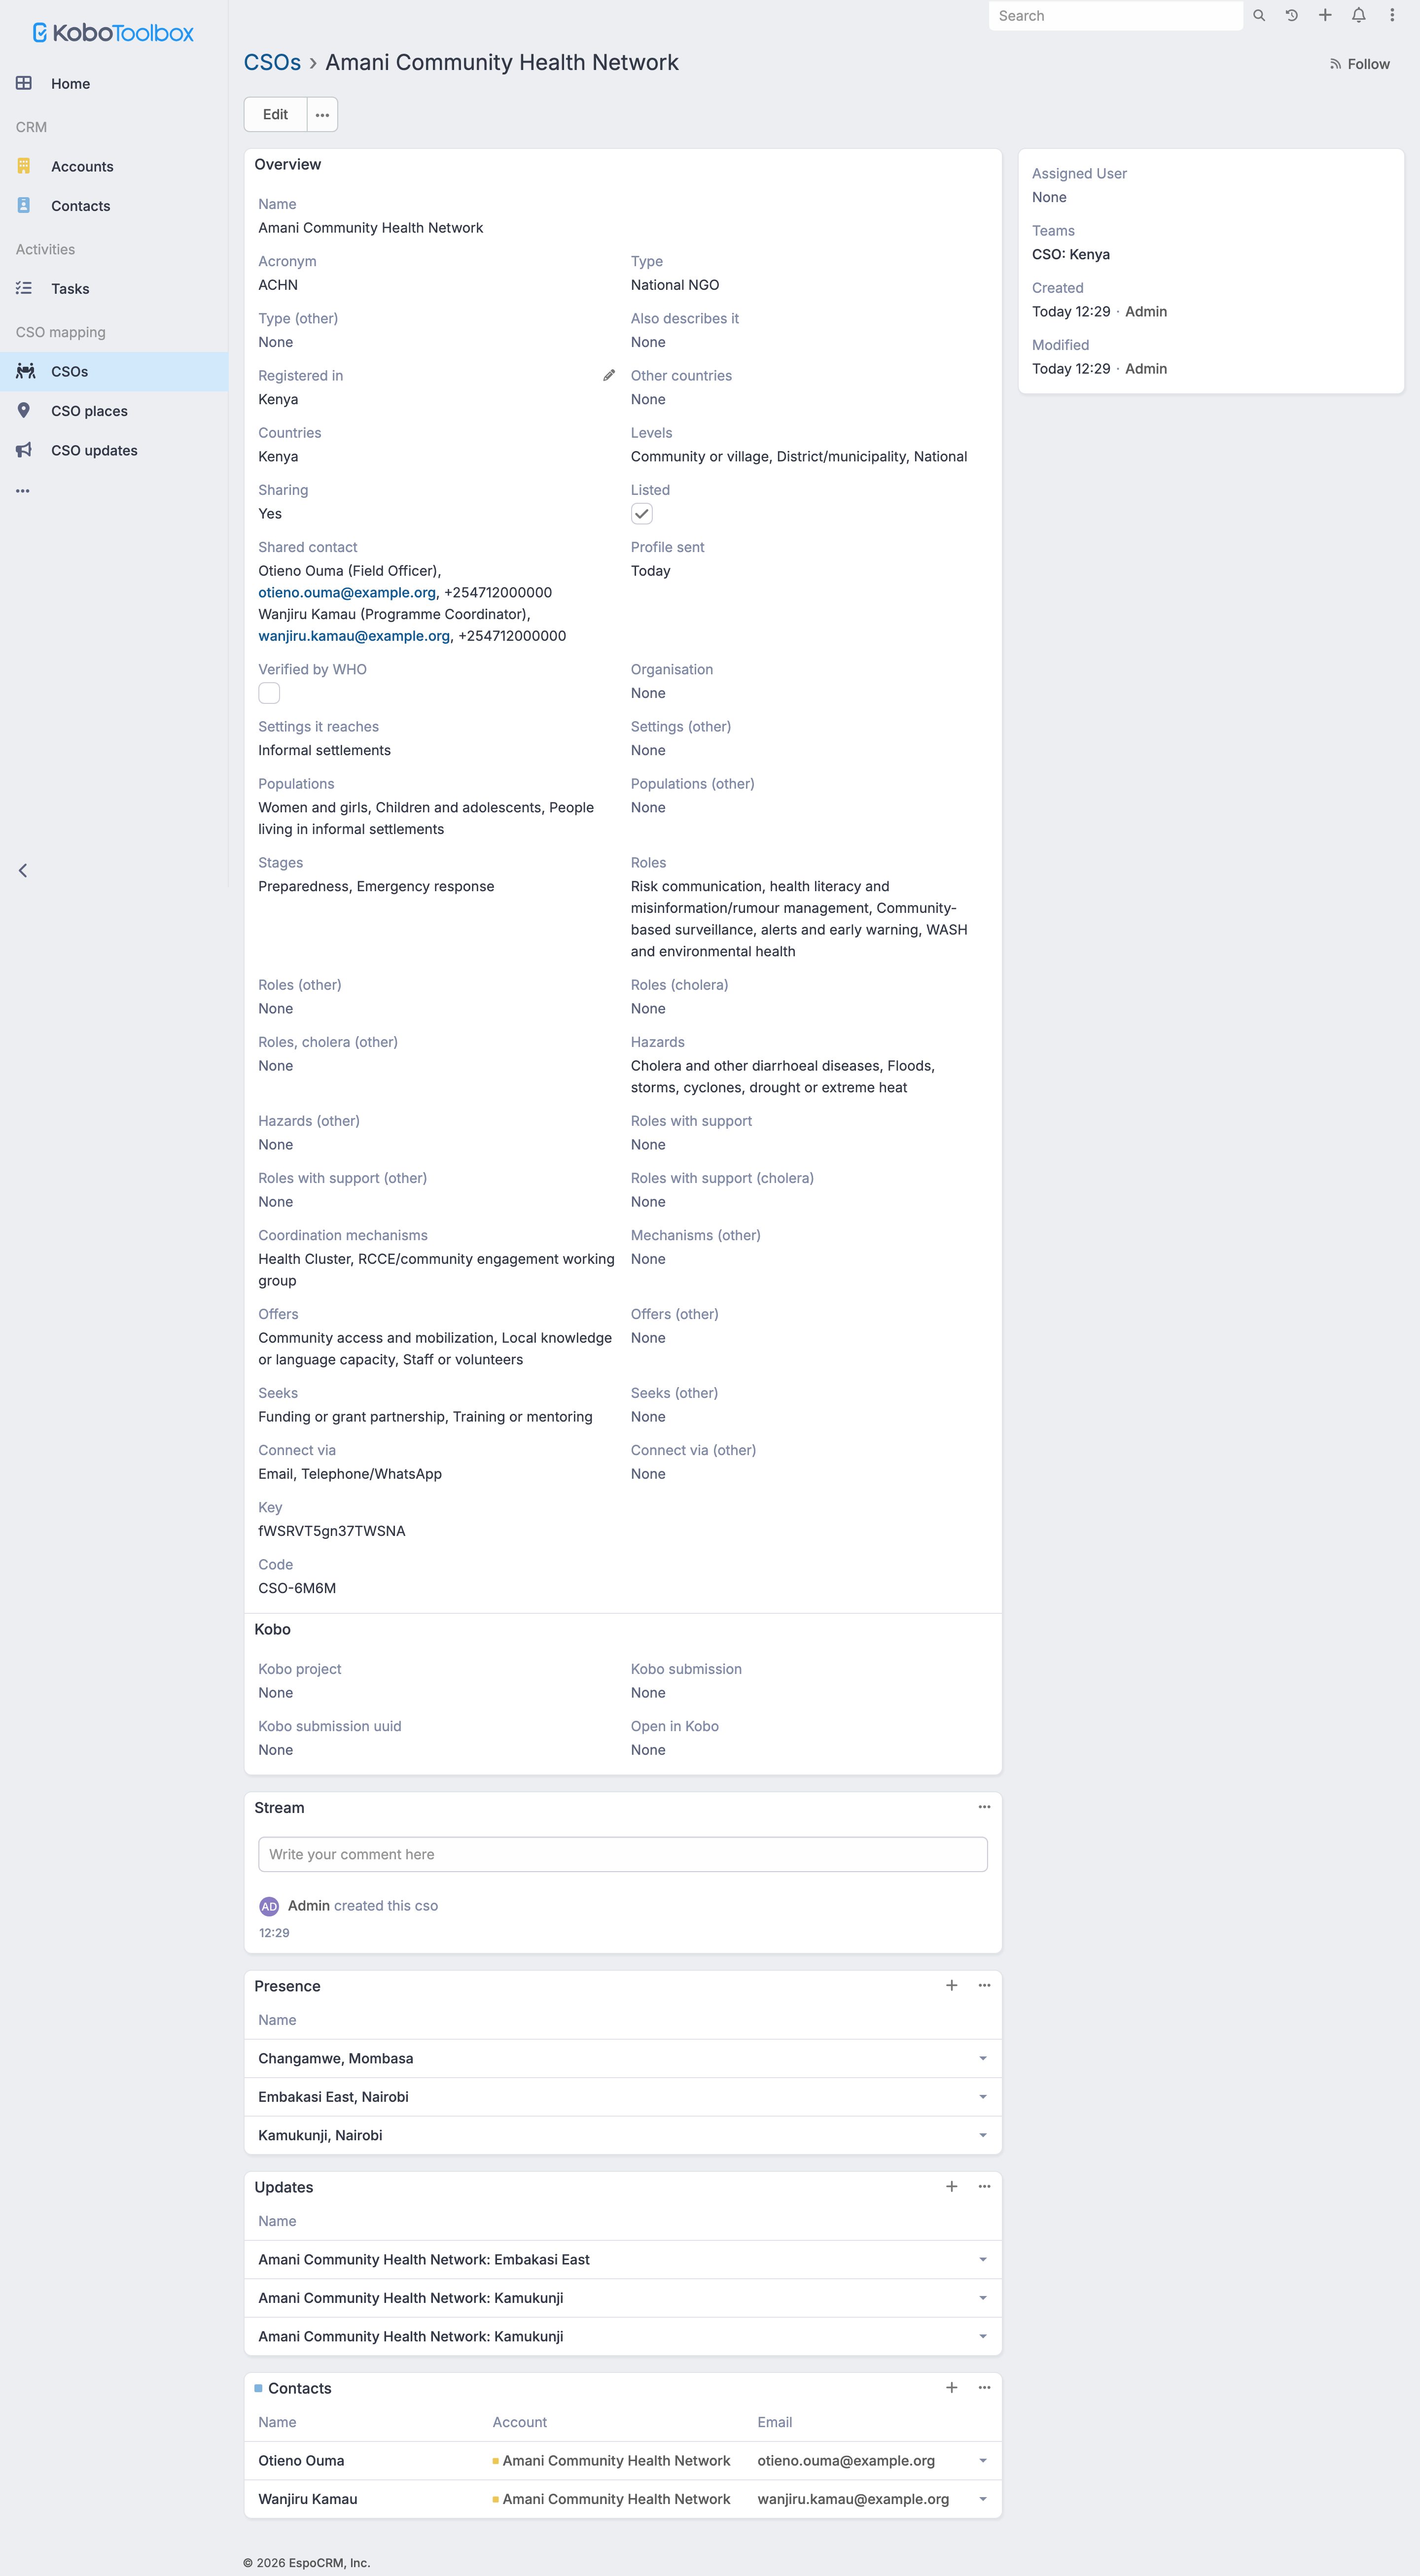 KoboToolbox
Search
Home
CRM
Accounts
Contacts
Activities
Tasks
CSO mapping
CSOs
CSO places
CSO updates
CSOs › Amani Community Health Network
Follow
Edit
Overview
Name
Amani Community Health Network
Acronym
ACHN
Type
National NGO
Type (other)
None
Also describes it
None
Registered in
Kenya
Other countries
None
Countries
Kenya
Levels
Community or village, District/municipality, National
Sharing
Yes
Listed
Shared contact
Otieno Ouma (Field Officer),
otieno.ouma@example.org, +254712000000
Wanjiru Kamau (Programme Coordinator),
wanjiru.kamau@example.org, +254712000000
Profile sent
Today
Verified by WHO
Organisation
None
Settings it reaches
Informal settlements
Settings (other)
None
Populations
Women and girls, Children and adolescents, People
living in informal settlements
Populations (other)
None
Stages
Preparedness, Emergency response
Roles
Risk communication, health literacy and
misinformation/rumour management, Community-
based surveillance, alerts and early warning, WASH
and environmental health
Roles (other)
None
Roles (cholera)
None
Roles, cholera (other)
None
Hazards
Cholera and other diarrhoeal diseases, Floods,
storms, cyclones, drought or extreme heat
Hazards (other)
None
Roles with support
None
Roles with support (other)
None
Roles with support (cholera)
None
Coordination mechanisms
Health Cluster, RCCE/community engagement working
group
Mechanisms (other)
None
Offers
Community access and mobilization, Local knowledge
or language capacity, Staff or volunteers
Offers (other)
None
Seeks
Funding or grant partnership, Training or mentoring
Seeks (other)
None
Connect via
Email, Telephone/WhatsApp
Connect via (other)
None
Key
fWSRVT5gn37TWSNA
Code
CSO-6M6M
Kobo
Kobo project
None
Kobo submission
None
Kobo submission uuid
None
Open in Kobo
None
Assigned User
None
Teams
CSO: Kenya
Created
Today 12:29 · Admin
Modified
Today 12:29 · Admin
Stream
Write your comment here
AD Admin created this cso
12:29
Presence
Name
Changamwe, Mombasa
Embakasi East, Nairobi
Kamukunji, Nairobi
Updates
Name
Amani Community Health Network: Embakasi East
Amani Community Health Network: Kamukunji
Amani Community Health Network: Kamukunji
Contacts
Name Account Email
Otieno Ouma Amani Community Health Network otieno.ouma@example.org
Wanjiru Kamau Amani Community Health Network wanjiru.kamau@example.org
© 2026 EspoCRM, Inc.